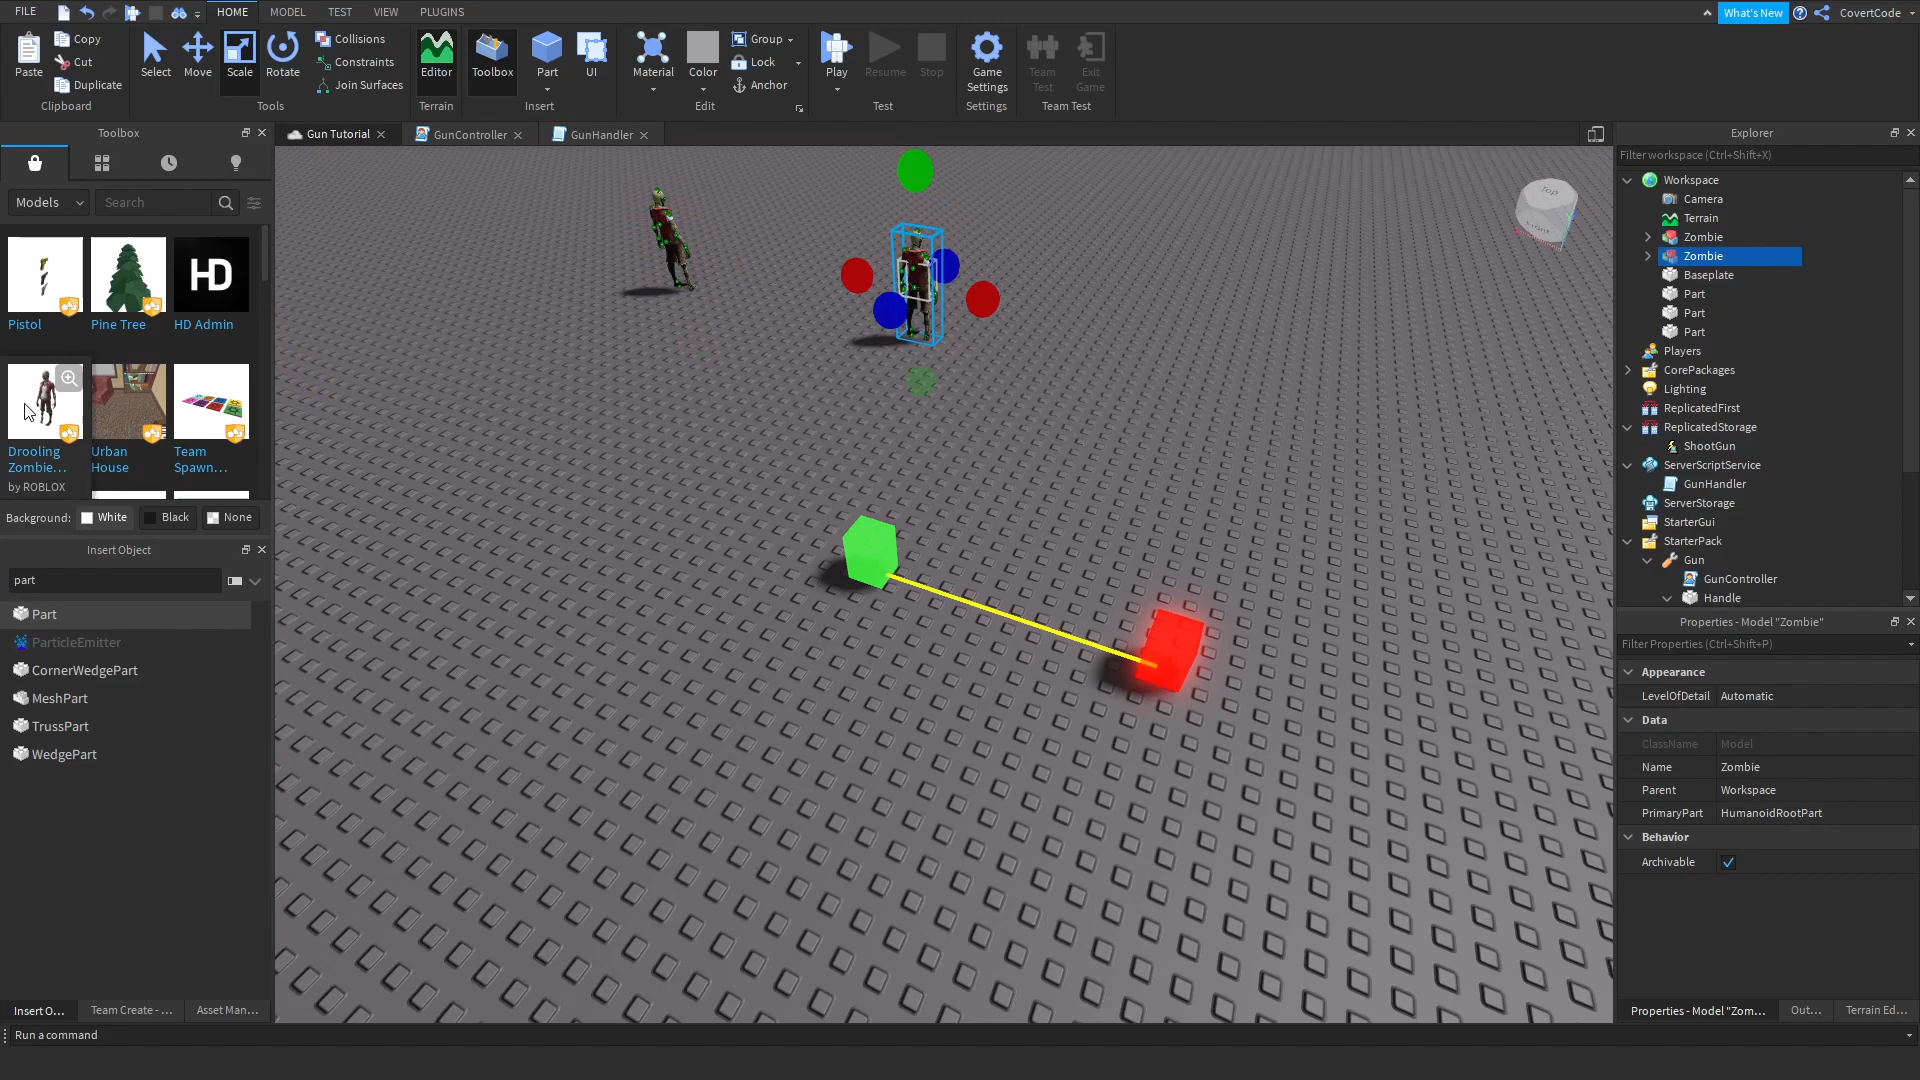 FILE
HOME
MODEL
TEST
VIEW
PLUGINS
What's New
CovertCode
Paste
Copy
Cut
Duplicate
Clipboard
Select
Move
Scale
Rotate
Collisions
Constraints
Join Surfaces
Tools
Editor
Terrain
Toolbox
Part
UI
Insert
Material
Color
Group
Lock
Anchor
Edit
Play
Resume
Stop
Test
Game
Settings
Settings
Team
Test
Exit
Game
Team Test
Toolbox
Gun Tutorial
GunController
GunHandler
Models
Search
HD
Pistol
Pine Tree
HD Admin
Drooling
Zombie...
by ROBLOX
Urban
House
Team
Spawn...
Background:
White
Black
None
Insert Object
part
Part
ParticleEmitter
CornerWedgePart
MeshPart
TrussPart
WedgePart
Insert O...
Team Create - ...
Asset Man...
Run a command
Top
Front
Explorer
Filter workspace (Ctrl+Shift+X)
Workspace
Camera
Terrain
Zombie
Zombie
Baseplate
Part
Part
Part
Players
CorePackages
Lighting
ReplicatedFirst
ReplicatedStorage
ShootGun
ServerScriptService
GunHandler
ServerStorage
StarterGui
StarterPack
Gun
GunController
Handle
Properties - Model "Zombie"
Filter Properties (Ctrl+Shift+P)
Appearance
LevelOfDetail Automatic
Data
ClassName Model
Name Zombie
Parent Workspace
PrimaryPart HumanoidRootPart
Behavior
Archivable
Properties - Model "Zom...
Out...
Terrain Ed...